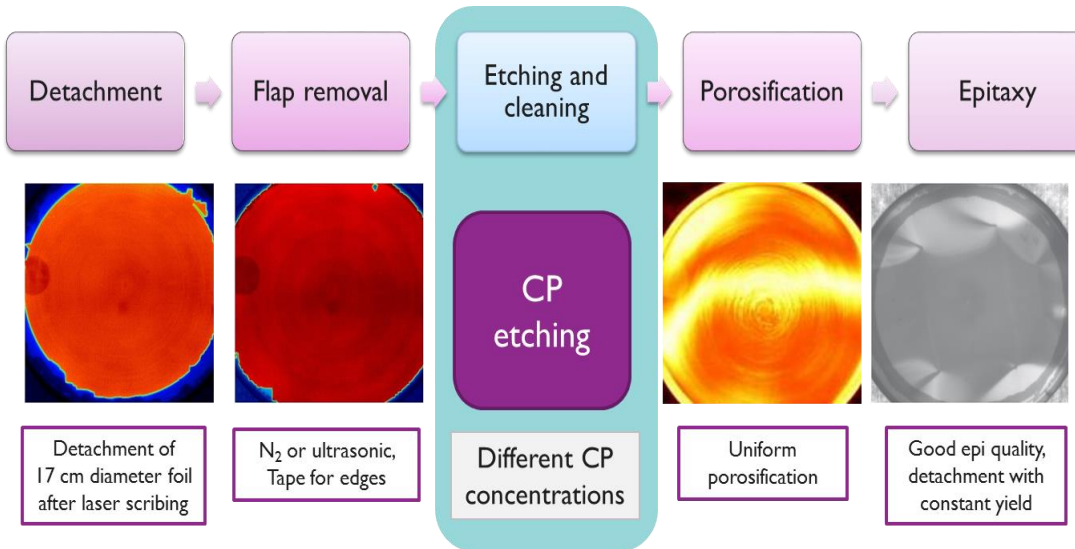 Detachment
Flap removal
Etching and
cleaning
Porosification
Epitaxy
CP
etching
Detachment of
17 cm diameter foil
after laser scribing
N₂ or ultrasonic,
Tape for edges
Different CP
concentrations
Uniform
porosification
Good epi quality,
detachment with
constant yield